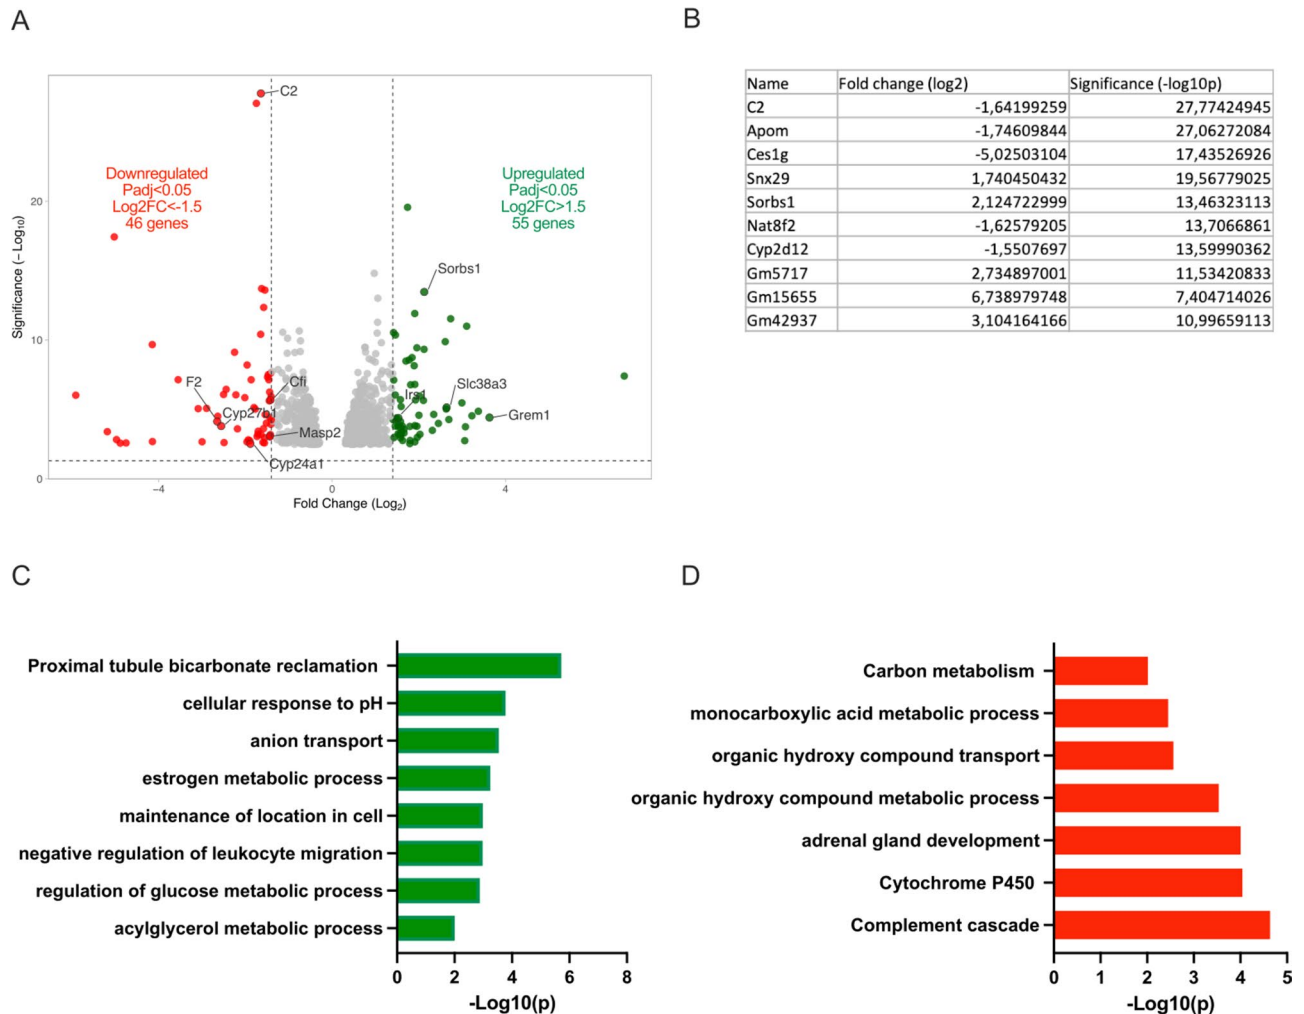 A
B
C2
Downregulated
Padj<0.05
Log2FC<-1.5
46 genes
Upregulated
Padj<0.05
Log2FC>1.5
55 genes
Sorbs1
F2
Cfi
Cyp27b1
Masp2
Cyp24a1
Irs1
Slc38a3
Grem1
20
10
0
Significance (−Log10)
−4 0 4
Fold Change (Log2)
Name Fold change (log2) Significance (-log10p)
C2 -1,64199259 27,77424945
Apom -1,74609844 27,06272084
Ces1g -5,02503104 17,43526926
Snx29 1,740450432 19,56779025
Sorbs1 2,124722999 13,46323113
Nat8f2 -1,62579205 13,7066861
Cyp2d12 -1,5507697 13,59990362
Gm5717 2,734897001 11,53420833
Gm15655 6,738979748 7,404714026
Gm42937 3,104164166 10,99659113
C
Proximal tubule bicarbonate reclamation
cellular response to pH
anion transport
estrogen metabolic process
maintenance of location in cell
negative regulation of leukocyte migration
regulation of glucose metabolic process
acylglycerol metabolic process
0 2 4 6 8
-Log10(p)
D
Carbon metabolism
monocarboxylic acid metabolic process
organic hydroxy compound transport
organic hydroxy compound metabolic process
adrenal gland development
Cytochrome P450
Complement cascade
0 1 2 3 4 5
-Log10(p)